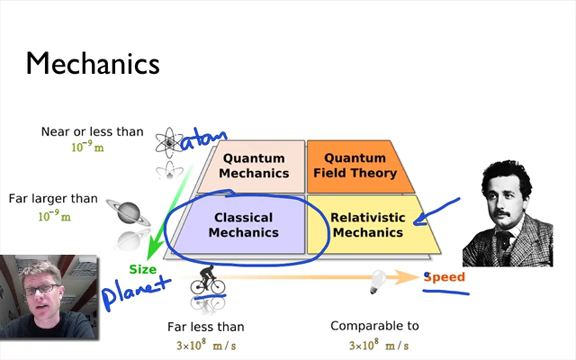 Mechanics
Near or less than
10⁻⁹ m
atom
Quantum
Mechanics
Quantum
Field Theory
Far larger than
10⁻⁹ m
Classical
Mechanics
Relativistic
Mechanics
Size
planet
Speed
Far less than
3×10⁸ m/s
Comparable to
3×10⁸ m/s